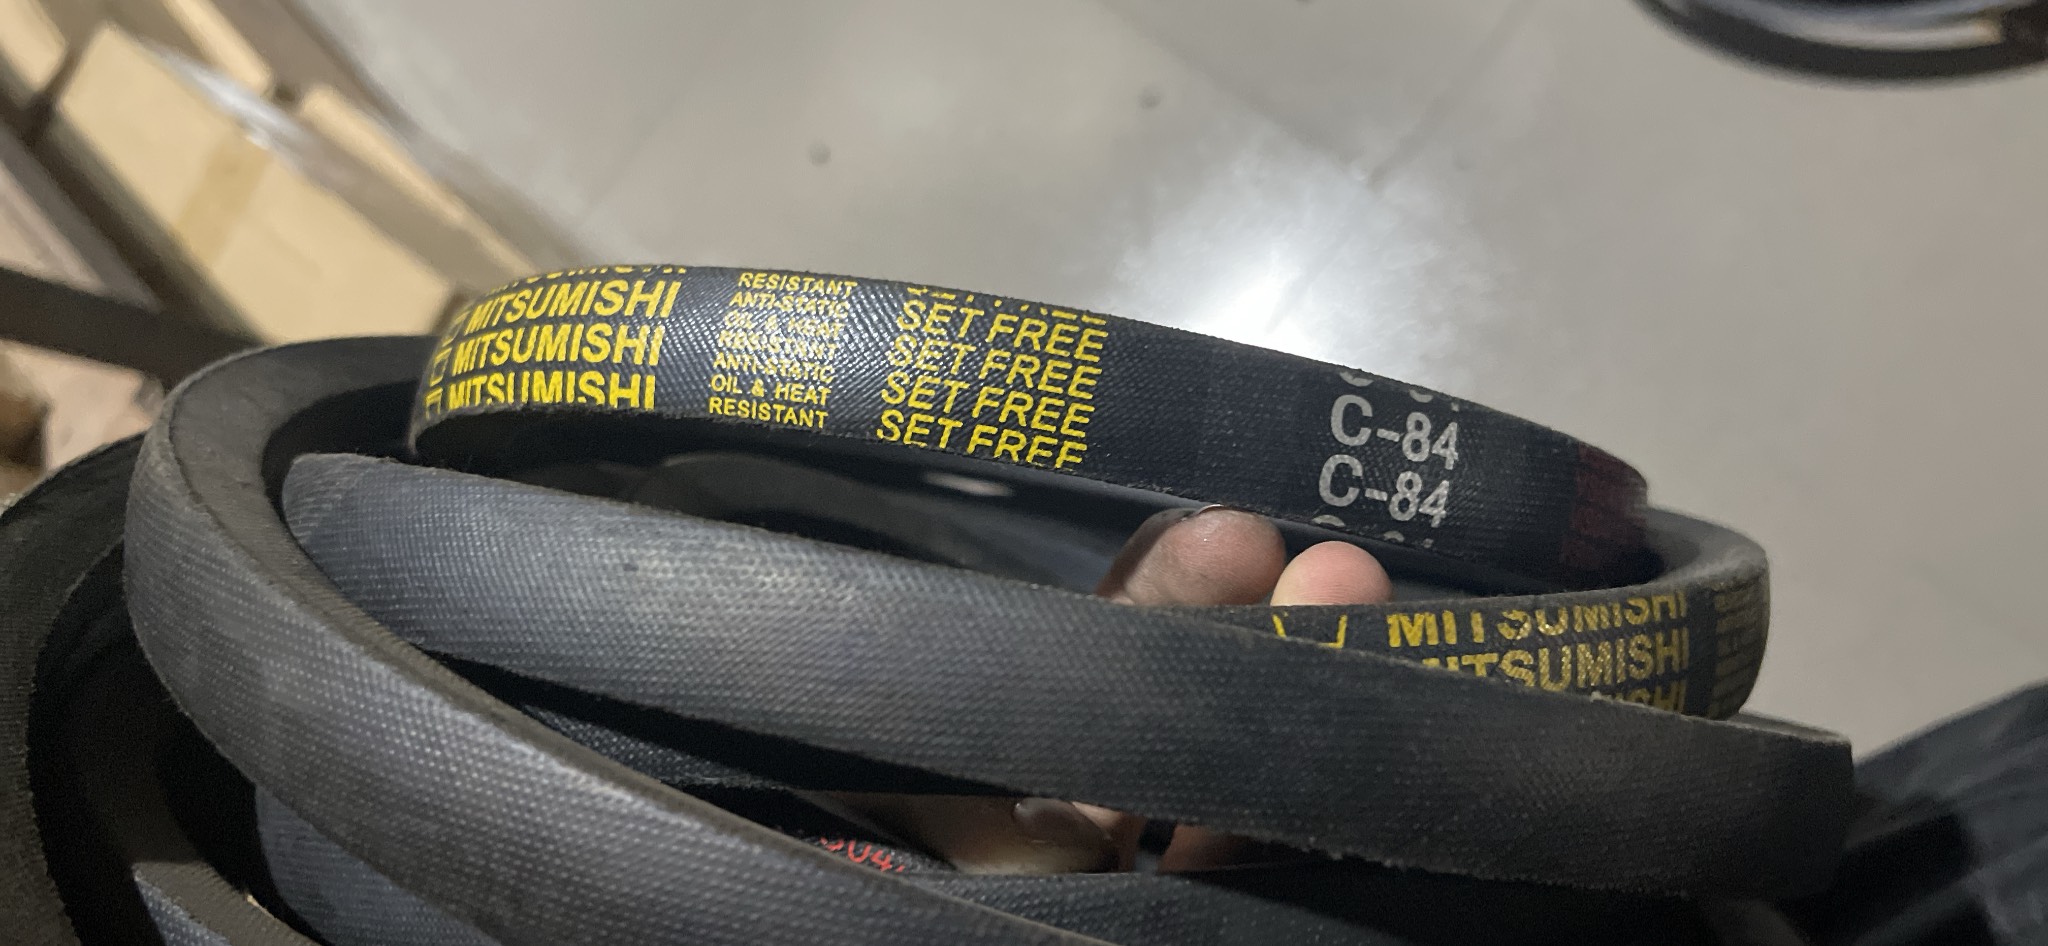 MITSUMISHI
MITSUMISHI
MITSUMISHI
RESISTANT
ANTI-STATIC
OIL & HEAT
RESISTANT
ANTI-STATIC
OIL & HEAT
RESISTANT
SET FREE
SET FREE
SET FREE
SET FREE
C-84
C-84
MITSUMISHI
MITSUMISHI